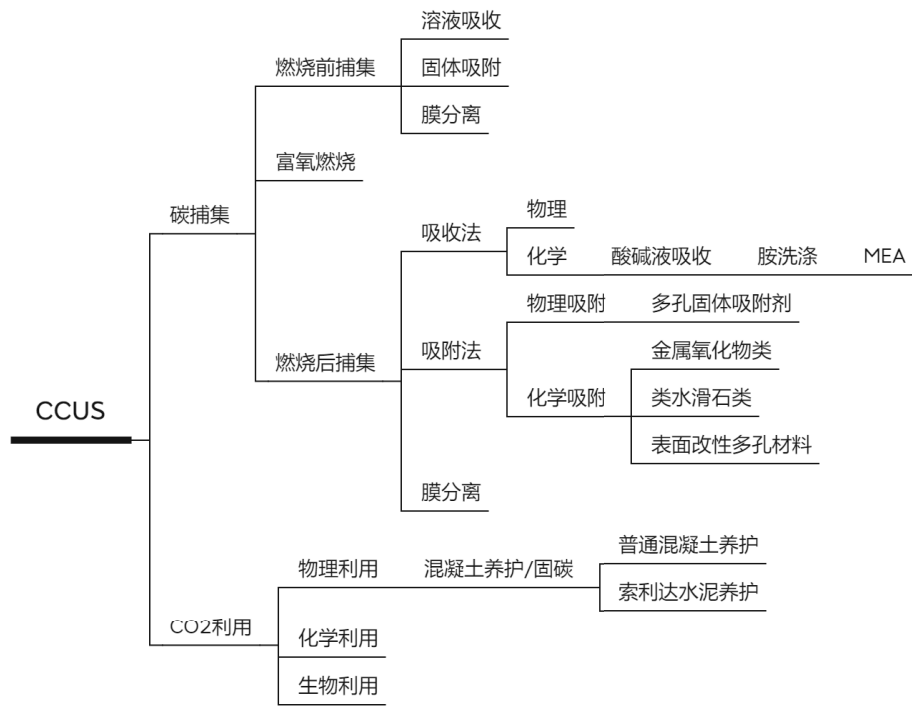 溶液吸收
燃烧前捕集
固体吸附
膜分离
富氧燃烧
碳捕集
物理
吸收法
化学 酸碱液吸收 胺洗涤 MEA
物理吸附 多孔固体吸附剂
吸附法
金属氧化物类
燃烧后捕集
化学吸附
类水滑石类
CCUS
表面改性多孔材料
膜分离
普通混凝土养护
物理利用 混凝土养护/固碳
索利达水泥养护
CO2利用
化学利用
生物利用